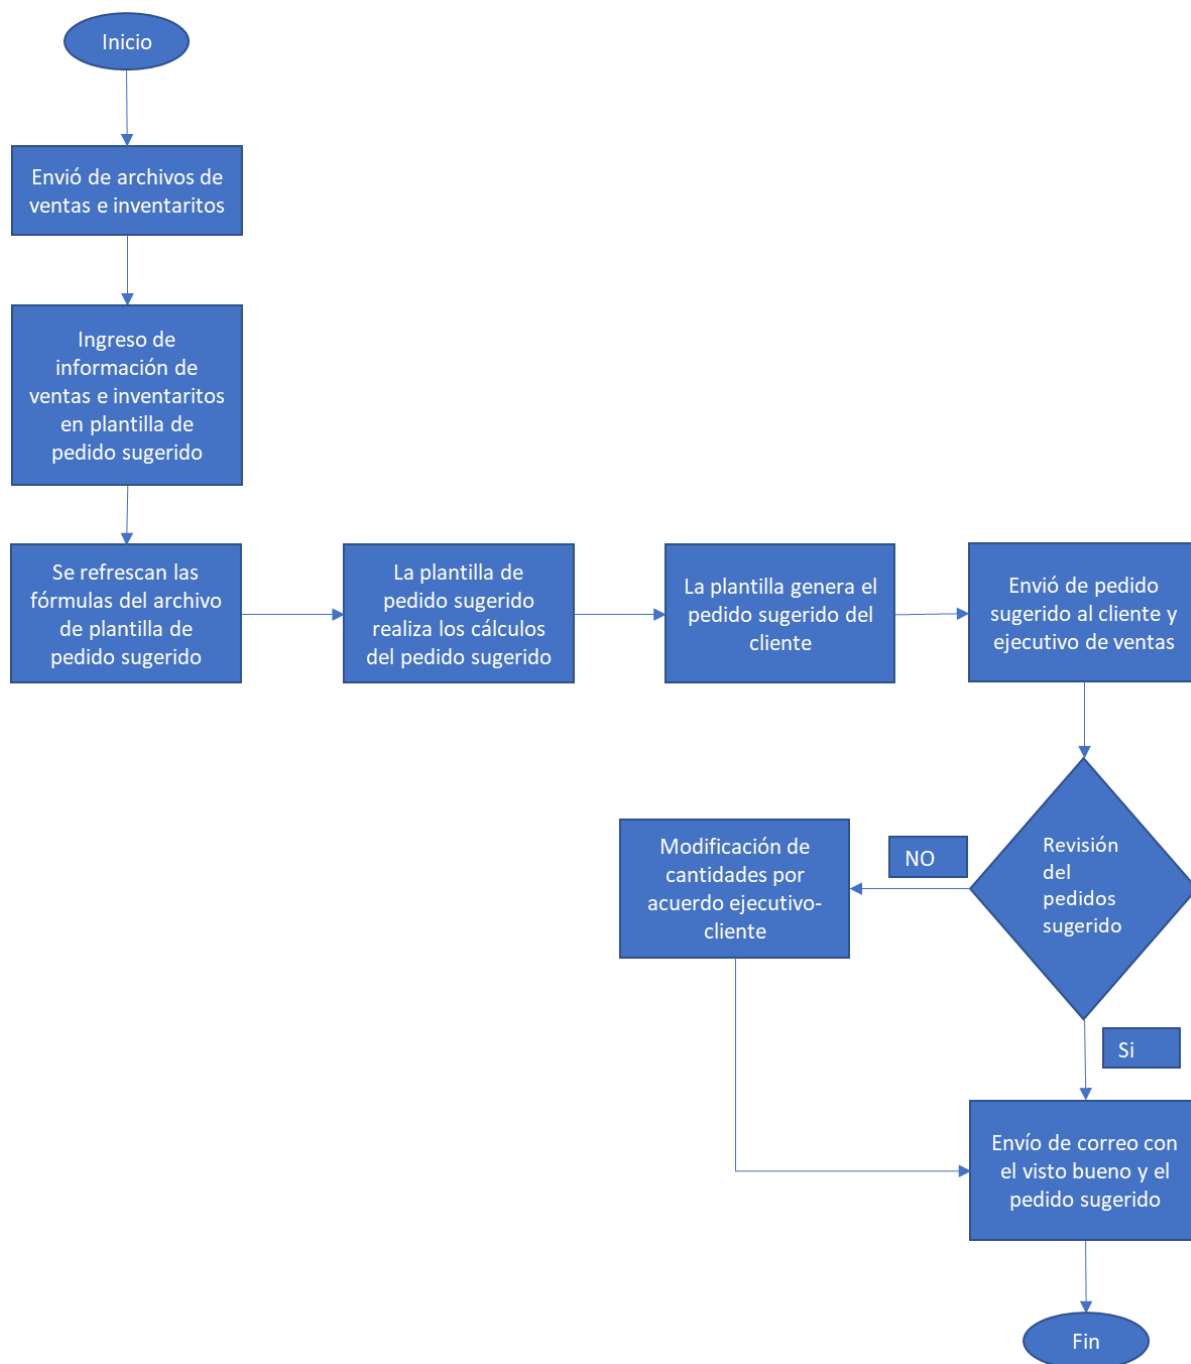 Inicio
Envió de archivos de
ventas e inventaritos
Ingreso de
información de
ventas e inventaritos
en plantilla de
pedido sugerido
Se refrescan las
fórmulas del archivo
de plantilla de
pedido sugerido
La plantilla de
pedido sugerido
realiza los cálculos
del pedido sugerido
La plantilla genera el
pedido sugerido del
cliente
Envió de pedido
sugerido al cliente y
ejecutivo de ventas
Revisión
del
pedidos
sugerido
NO
Modificación de
cantidades por
acuerdo ejecutivo-
cliente
Si
Envío de correo con
el visto bueno y el
pedido sugerido
Fin